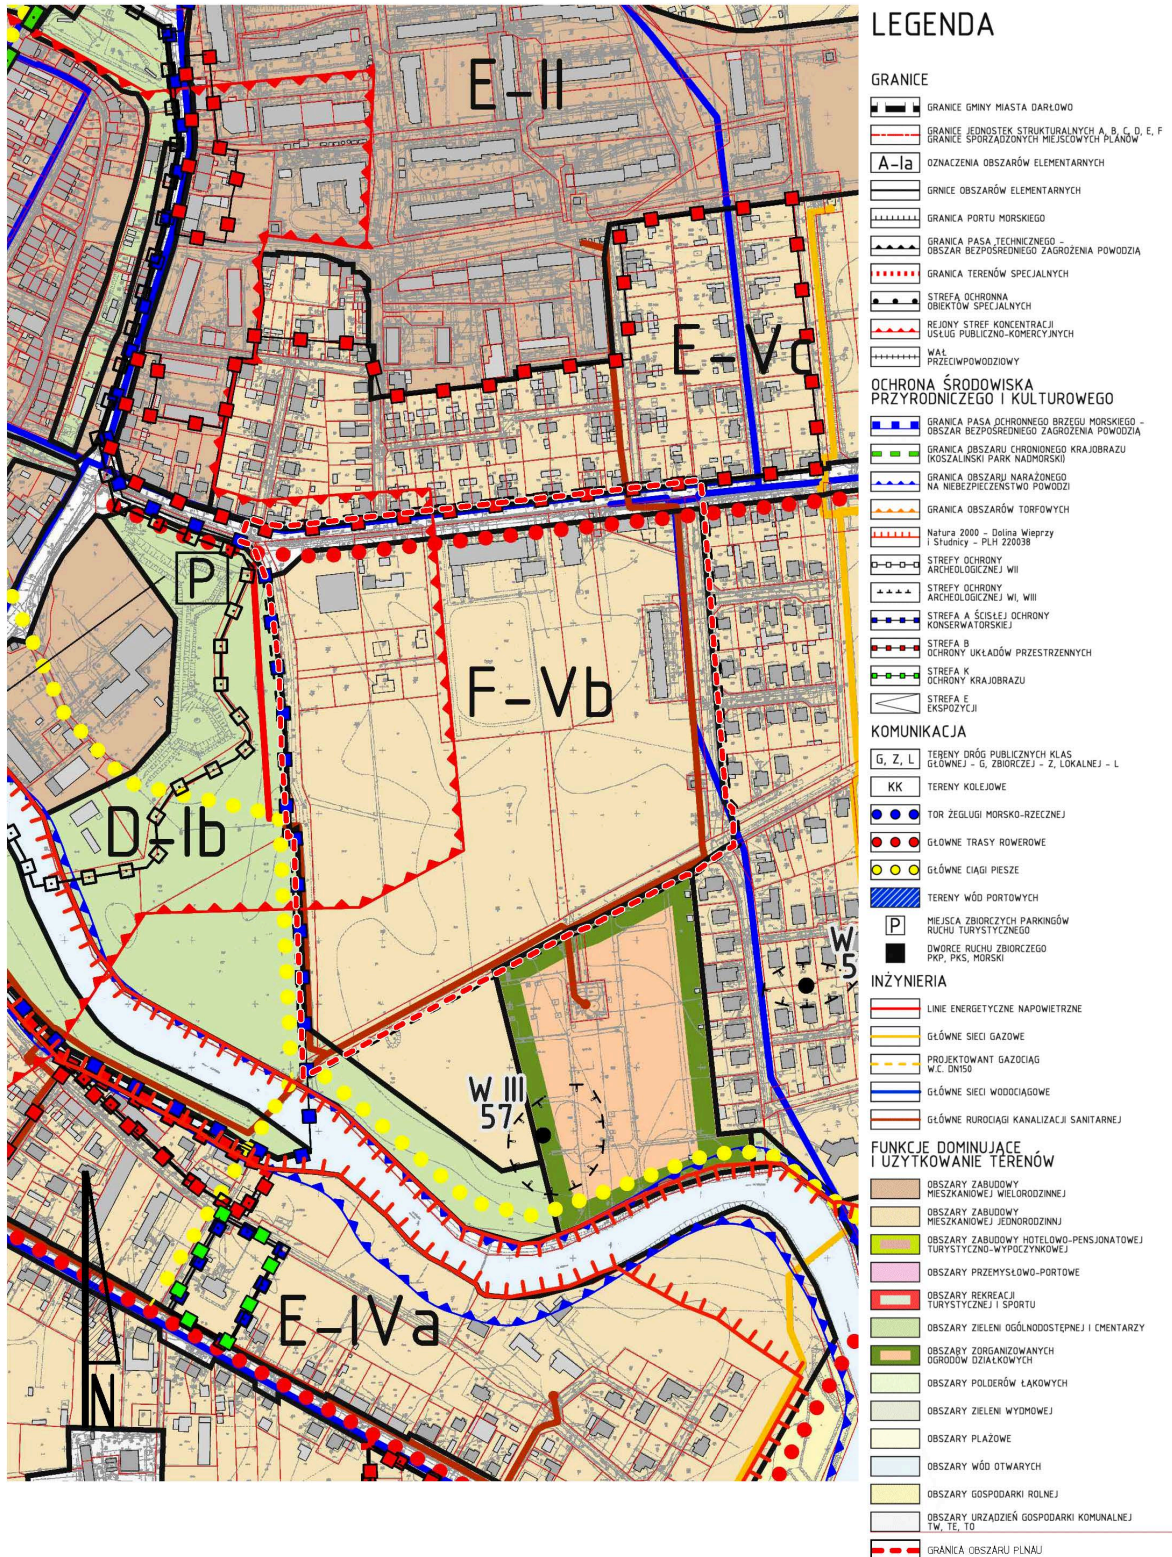 E-II
E-Vc
P
F-Vb
D-Ib
W
5
W III
57
E-IVa
N
LEGENDA
GRANICE
GRANICE GMINY MIASTA DARŁOWO
GRANICE JEDNOSTEK STRUKTURALNYCH A, B, C, D, E, F
GRANICE SPORZĄDZONYCH MIEJSCOWYCH PLANÓW
A-Ia OZNACZENIA OBSZARÓW ELEMENTARNYCH
GRNICE OBSZARÓW ELEMENTARNYCH
GRANICA PORTU MORSKIEGO
GRANICA PASA TECHNICZNEGO -
OBSZAR BEZPOŚREDNIEGO ZAGROŻENIA POWODZIĄ
GRANICA TERENÓW SPECJALNYCH
STREFA OCHRONNA
OBIEKTÓW SPECJALNYCH
REJONY STREF KONCENTRACJI
USŁUG PUBLICZNO-KOMERCYJNYCH
WAŁ
PRZECIWPOWODZIOWY
OCHRONA ŚRODOWISKA
PRZYRODNICZEGO I KULTUROWEGO
GRANICA PASA OCHRONNEGO BRZEGU MORSKIEGO -
OBSZAR BEZPOŚREDNIEGO ZAGROŻENIA POWODZIĄ
GRANICA OBSZARU CHRONIONEGO KRAJOBRAZU
(KOSZALIŃSKI PARK NADMORSKI)
GRANICA OBSZARU NARAŻONEGO
NA NIEBEZPIECZEŃSTWO POWODZI
GRANICA OBSZARÓW TORFOWYCH
Natura 2000 - Dolina Wieprzy
i Studnicy - PLH 220038
STREFY OCHRONY
ARCHEOLOGICZNEJ WII
STREFY OCHRONY
ARCHEOLOGICZNEJ WI, WIII
STREFA A ŚCISŁEJ OCHRONY
KONSERWATORSKIEJ
STREFA B
OCHRONY UKŁADÓW PRZESTRZENNYCH
STREFA K
OCHRONY KRAJOBRAZU
STREFA E
EKSPOZYCJI
KOMUNIKACJA
G, Z, L TERENY DRÓG PUBLICZNYCH KLAS
GŁÓWNEJ - G, ZBIORCZEJ - Z, LOKALNEJ - L
KK TERENY KOLEJOWE
TOR ŻEGLUGI MORSKO-RZECZNEJ
GŁOWNE TRASY ROWEROWE
GŁÓWNE CIĄGI PIESZE
TERENY WÓD PORTOWYCH
P MIEJSCA ZBIORCZYCH PARKINGÓW
RUCHU TURYSTYCZNEGO
DWORCE RUCHU ZBIORCZEGO
PKP, PKS, MORSKI
INŻYNIERIA
LINIE ENERGETYCZNE NAPOWIETRZNE
GŁÓWNE SIECI GAZOWE
PROJEKTOWANT GAZOCIĄG
W.C. DN150
GŁÓWNE SIECI WODOCIĄGOWE
GŁÓWNE RUROCIĄGI KANALIZACJI SANITARNEJ
FUNKCJE DOMINUJĄCE
I UŻYTKOWANIE TERENÓW
OBSZARY ZABUDOWY
MIESZKANIOWEJ WIELORODZINNEJ
OBSZARY ZABUDOWY
MIESZKANIOWEJ JEDNORODZINNJ
OBSZARY ZABUDOWY HOTELOWO-PENSJONATOWEJ
TURYSTYCZNO-WYPOCZYNKOWEJ
OBSZARY PRZEMYSŁOWO-PORTOWE
OBSZARY REKREACJI
TURYSTYCZNEJ I SPORTU
OBSZARY ZIELENI OGÓLNODOSTĘPNEJ I CMENTARZY
OBSZARY ZORGANIZOWANYCH
OGRODÓW DZIAŁKOWYCH
OBSZARY POLDERÓW ŁĄKOWYCH
OBSZARY ZIELENI WYDMOWEJ
OBSZARY PLAŻOWE
OBSZARY WÓD OTWARYCH
OBSZARY GOSPODARKI ROLNEJ
OBSZARY URZĄDZIEŃ GOSPODARKI KOMUNALNEJ
TW, TE, TO
GRANICA OBSZARU PLNAU